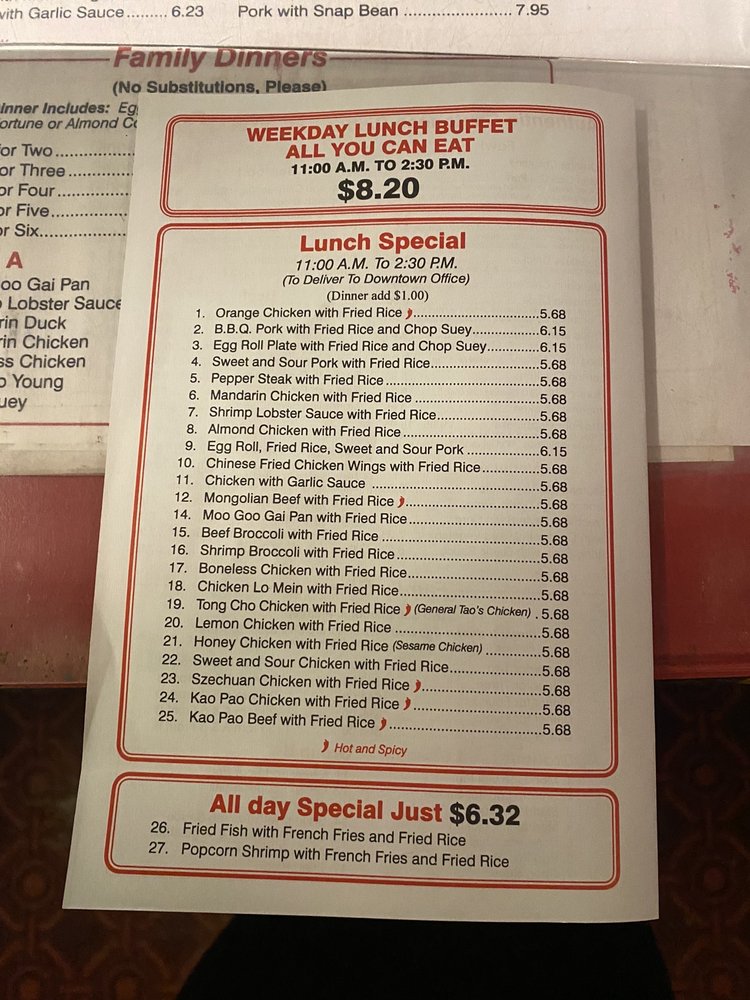 with Garlic Sauce......... 6.23 Pork with Snap Bean ........................ 7.95
Family Dinners
(No Substitutions, Please)
inner Includes: Eg
ortune or Almond Co
or Two
or Three
or Four
or Five
or Six
A
oo Gai Pan
Lobster Sauce
rin Duck
rin Chicken
ss Chicken
o Young
uey
WEEKDAY LUNCH BUFFET
ALL YOU CAN EAT
11:00 A.M. TO 2:30 P.M.
$8.20
Lunch Special
11:00 A.M. To 2:30 P.M.
(To Deliver To Downtown Office)
(Dinner add $1.00)
1. Orange Chicken with Fried Rice ...............................5.68
2. B.B.Q. Pork with Fried Rice and Chop Suey.................6.15
3. Egg Roll Plate with Fried Rice and Chop Suey.............6.15
4. Sweet and Sour Pork with Fried Rice...........................5.68
5. Pepper Steak with Fried Rice ......................................5.68
6. Mandarin Chicken with Fried Rice ...............................5.68
7. Shrimp Lobster Sauce with Fried Rice.........................5.68
8. Almond Chicken with Fried Rice ..................................5.68
9. Egg Roll, Fried Rice, Sweet and Sour Pork ..................6.15
10. Chinese Fried Chicken Wings with Fried Rice..............5.68
11. Chicken with Garlic Sauce ..........................................5.68
12. Mongolian Beef with Fried Rice ..................................5.68
14. Moo Goo Gai Pan with Fried Rice................................5.68
15. Beef Broccoli with Fried Rice ......................................5.68
16. Shrimp Broccoli with Fried Rice...................................5.68
17. Boneless Chicken with Fried Rice................................5.68
18. Chicken Lo Mein with Fried Rice..................................5.68
19. Tong Cho Chicken with Fried Rice (General Tao's Chicken) . 5.68
20. Lemon Chicken with Fried Rice ...................................5.68
21. Honey Chicken with Fried Rice (Sesame Chicken) ..............5.68
22. Sweet and Sour Chicken with Fried Rice......................5.68
23. Szechuan Chicken with Fried Rice ..............................5.68
24. Kao Pao Chicken with Fried Rice ................................5.68
25. Kao Pao Beef with Fried Rice .....................................5.68
Hot and Spicy
All day Special Just $6.32
26. Fried Fish with French Fries and Fried Rice
27. Popcorn Shrimp with French Fries and Fried Rice